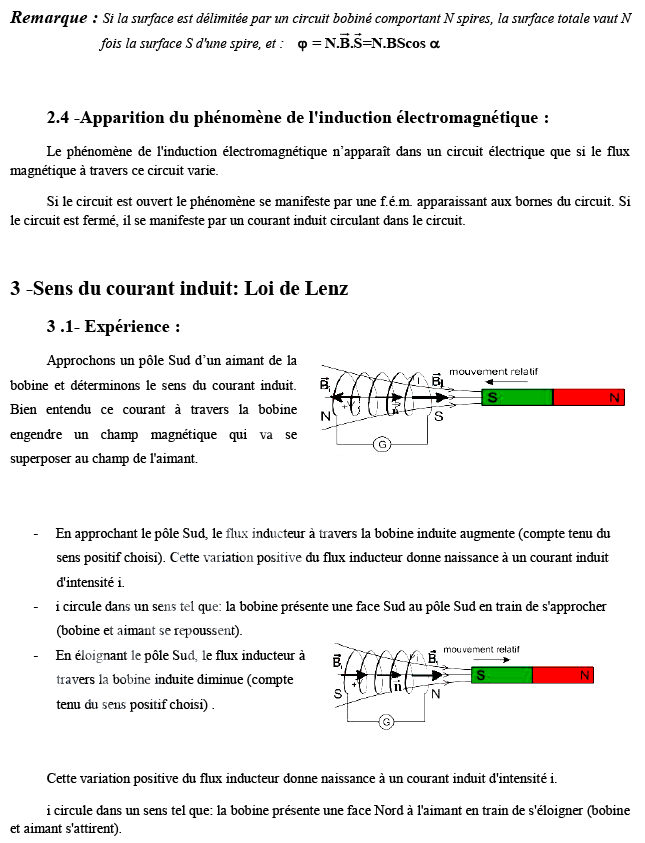 Remarque : Si la surface est délimitée par un circuit bobiné comportant N spires, la surface totale vaut N
fois la surface S d'une spire, et : φ = N.B⃗.S⃗=N.BScos α
2.4 -Apparition du phénomène de l'induction électromagnétique :
Le phénomène de l'induction électromagnétique n’apparaît dans un circuit électrique que si le flux
magnétique à travers ce circuit varie.
Si le circuit est ouvert le phénomène se manifeste par une f.é.m. apparaissant aux bornes du circuit. Si
le circuit est fermé, il se manifeste par un courant induit circulant dans le circuit.
3 -Sens du courant induit: Loi de Lenz
3 .1- Expérience :
Approchons un pôle Sud d’un aimant de la
bobine et déterminons le sens du courant induit.
Bien entendu ce courant à travers la bobine
engendre un champ magnétique qui va se
superposer au champ de l'aimant.
mouvement relatif
B⃗i
i
B⃗i
S
N
N
+
n⃗
S
G
- En approchant le pôle Sud, le flux inducteur à travers la bobine induite augmente (compte tenu du
sens positif choisi). Cette variation positive du flux inducteur donne naissance à un courant induit
d'intensité i.
- i circule dans un sens tel que: la bobine présente une face Sud au pôle Sud en train de s'approcher
(bobine et aimant se repoussent).
- En éloignant le pôle Sud, le flux inducteur à
travers la bobine induite diminue (compte
tenu du sens positif choisi) .
mouvement relatif
B⃗i
i
B⃗i
S
N
S
+
n⃗
N
G
Cette variation positive du flux inducteur donne naissance à un courant induit d'intensité i.
i circule dans un sens tel que: la bobine présente une face Nord à l'aimant en train de s'éloigner (bobine
et aimant s'attirent).